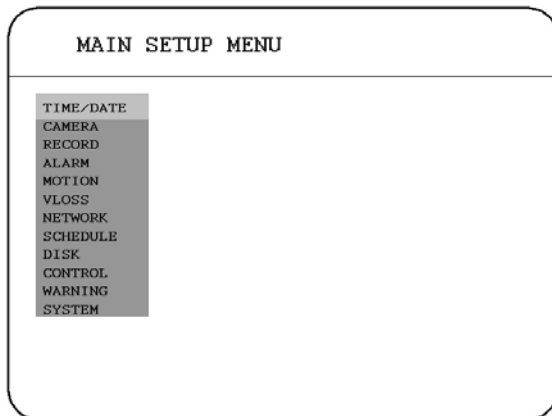 MAIN SETUP MENU
TIME/DATE
CAMERA
RECORD
ALARM
MOTION
VLOSS
NETWORK
SCHEDULE
DISK
CONTROL
WARNING
SYSTEM